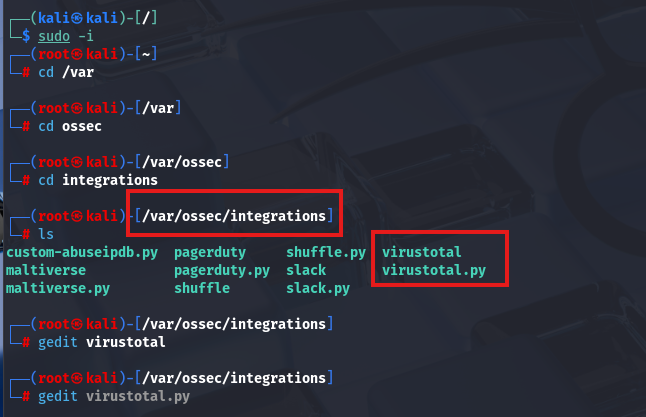 ┌──(kali㉿kali)-[/]
└─$ sudo -i
┌──(root㉿kali)-[~]
└─# cd /var
┌──(root㉿kali)-[/var]
└─# cd ossec
┌──(root㉿kali)-[/var/ossec]
└─# cd integrations
┌──(root㉿kali)-[/var/ossec/integrations]
└─# ls
custom-abuseipdb.py  pagerduty     shuffle.py  virustotal
maltiverse           pagerduty.py  slack       virustotal.py
maltiverse.py        shuffle       slack.py
┌──(root㉿kali)-[/var/ossec/integrations]
└─# gedit virustotal
┌──(root㉿kali)-[/var/ossec/integrations]
└─# gedit virustotal.py